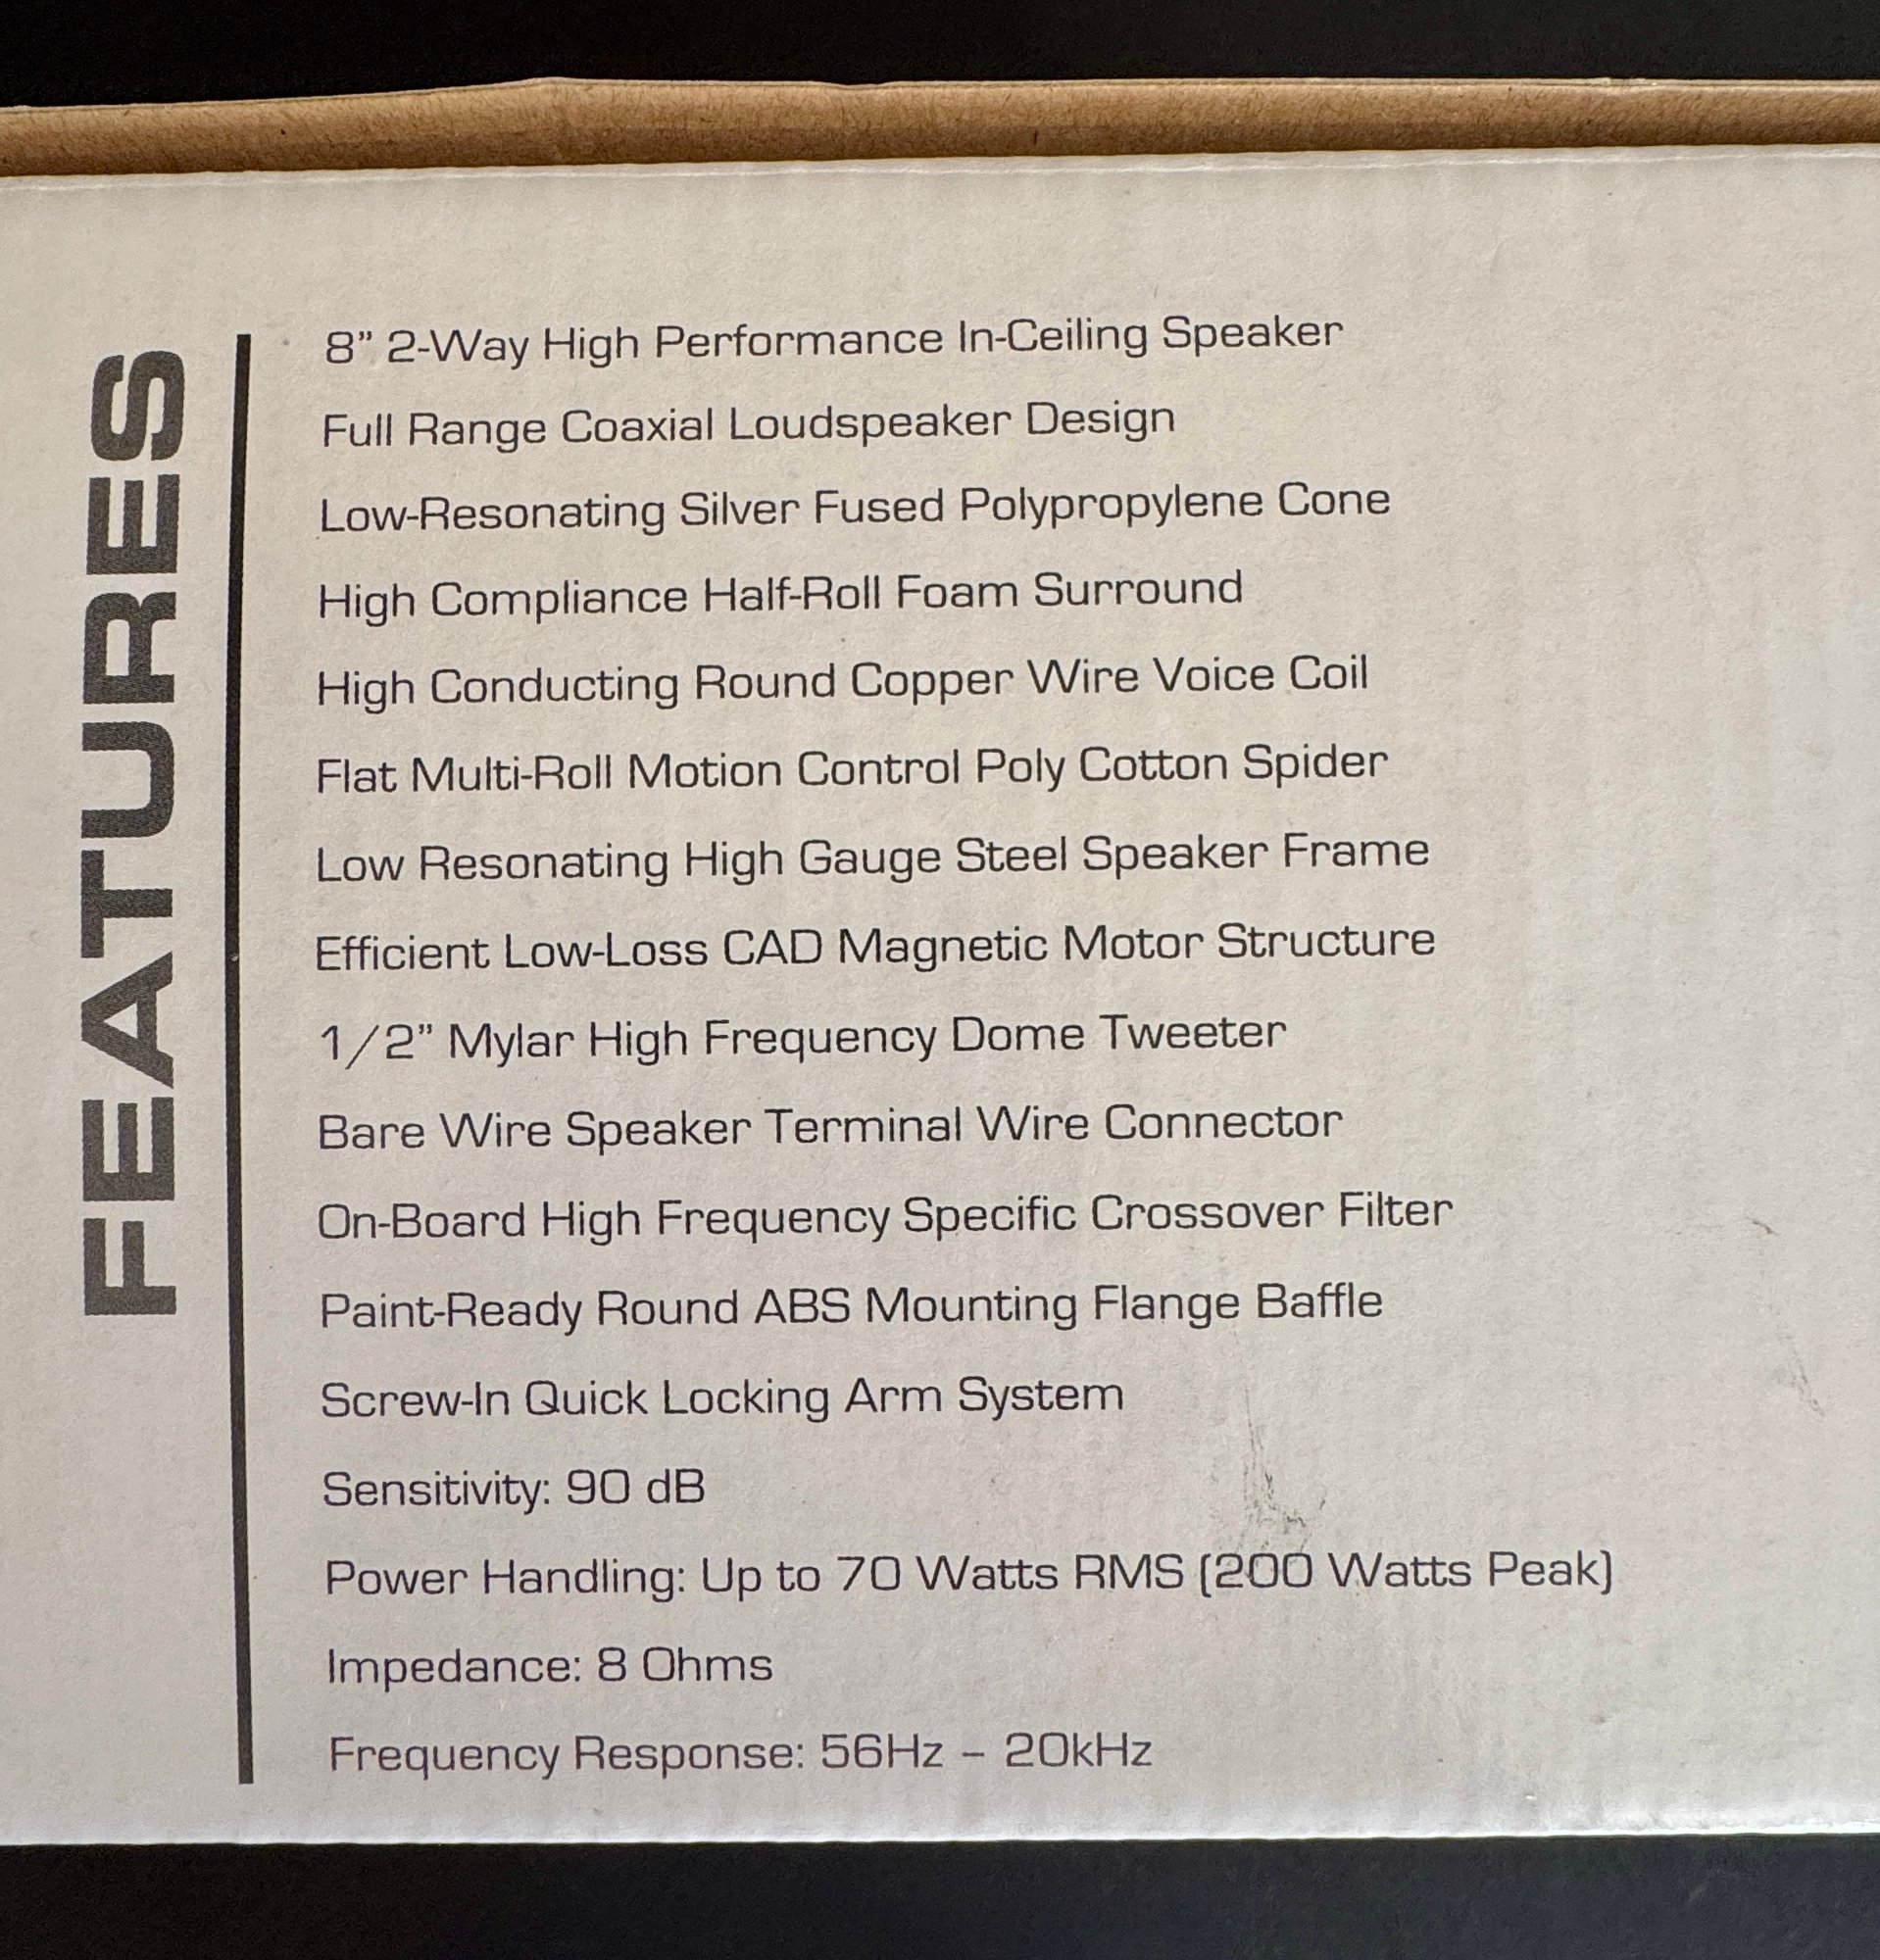 FEATURES
8” 2-Way High Performance In-Ceiling Speaker
Full Range Coaxial Loudspeaker Design
Low-Resonating Silver Fused Polypropylene Cone
High Compliance Half-Roll Foam Surround
High Conducting Round Copper Wire Voice Coil
Flat Multi-Roll Motion Control Poly Cotton Spider
Low Resonating High Gauge Steel Speaker Frame
Efficient Low-Loss CAD Magnetic Motor Structure
1/2” Mylar High Frequency Dome Tweeter
Bare Wire Speaker Terminal Wire Connector
On-Board High Frequency Specific Crossover Filter
Paint-Ready Round ABS Mounting Flange Baffle
Screw-In Quick Locking Arm System
Sensitivity: 90 dB
Power Handling: Up to 70 Watts RMS (200 Watts Peak)
Impedance: 8 Ohms
Frequency Response: 56Hz – 20kHz